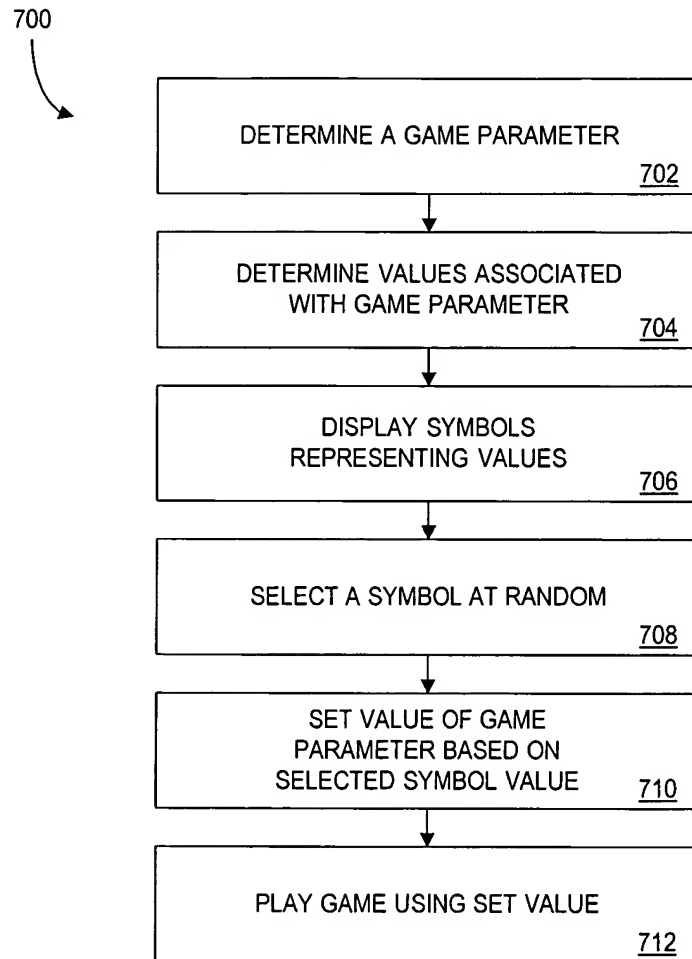 700
DETERMINE A GAME PARAMETER
702
DETERMINE VALUES ASSOCIATED
WITH GAME PARAMETER
704
DISPLAY SYMBOLS
REPRESENTING VALUES
706
SELECT A SYMBOL AT RANDOM
708
SET VALUE OF GAME
PARAMETER BASED ON
SELECTED SYMBOL VALUE
710
PLAY GAME USING SET VALUE
712